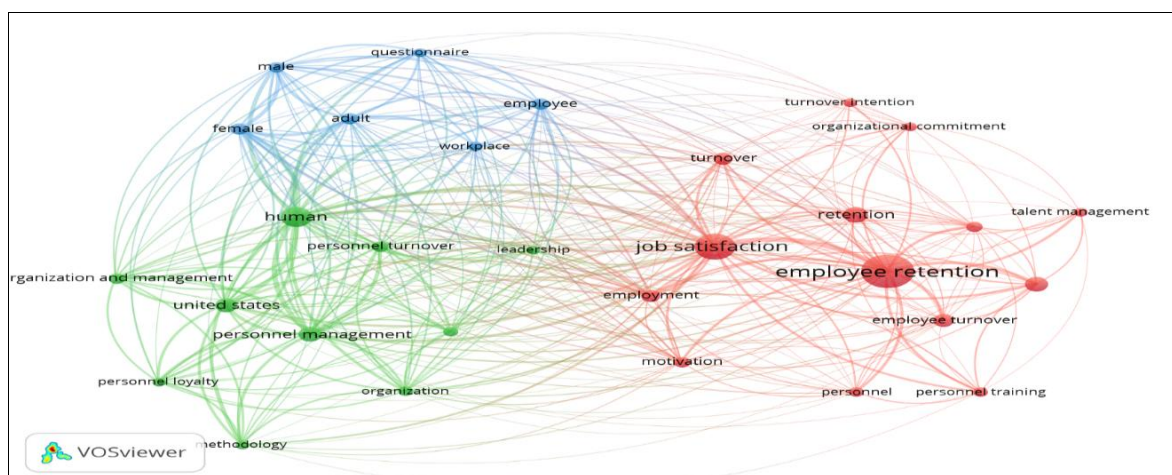 questionnaire
male
employee
turnover intention
adult
female
organizational commitment
workplace
turnover
human
retention
talent management
personnel turnover
leadership
job satisfaction
rganization and management
employee retention
united states
employment
personnel management
employee turnover
motivation
personnel loyalty
organization
personnel
personnel training
methodology
VOSviewer